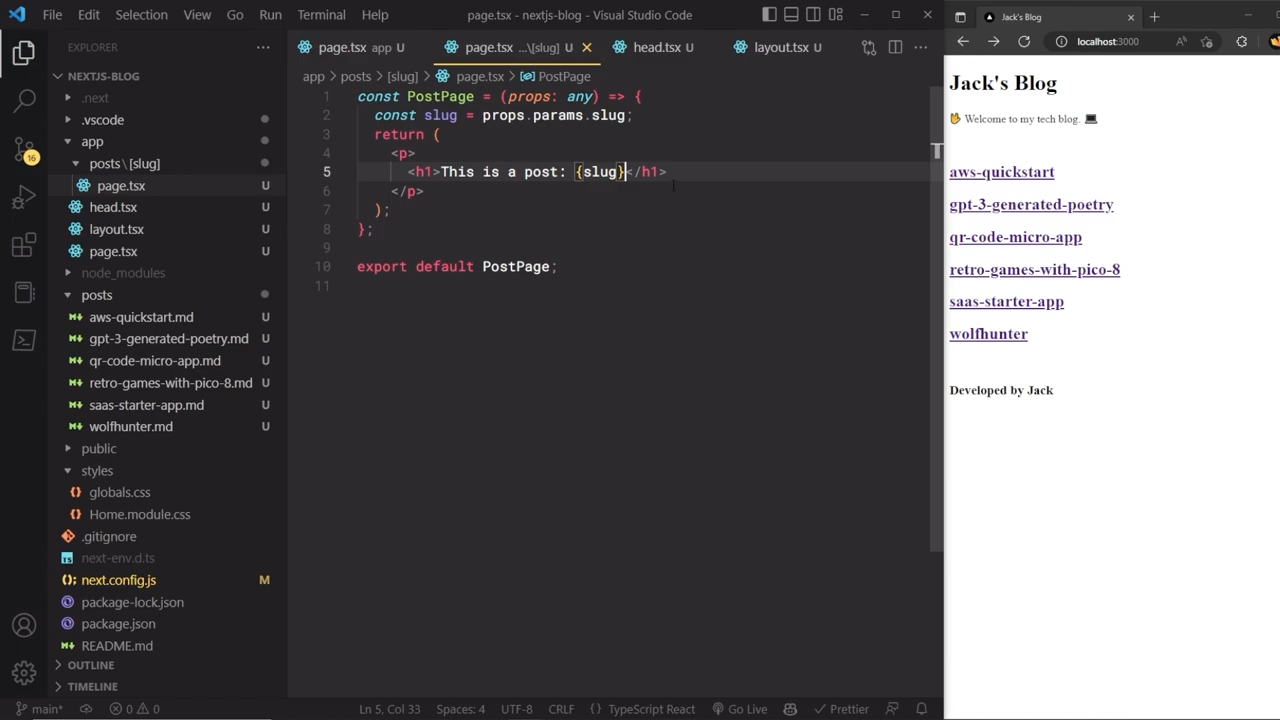 File Edit Selection View Go Run Terminal Help
page.tsx - nextjs-blog - Visual Studio Code
EXPLORER
NEXTJS-BLOG
.next
.vscode
app
posts\[slug]
page.tsx U
head.tsx U
layout.tsx U
page.tsx U
node_modules
posts
aws-quickstart.md U
gpt-3-generated-poetry.md U
qr-code-micro-app.md U
retro-games-with-pico-8.md U
saas-starter-app.md U
wolfhunter.md U
public
styles
globals.css U
Home.module.css U
.gitignore U
next-env.d.ts
next.config.js M
package-lock.json U
package.json U
README.md U
OUTLINE
TIMELINE
16
page.tsx app U
page.tsx ...\[slug] U
head.tsx U
layout.tsx U
app > posts > [slug] > page.tsx > PostPage
1 const PostPage = (props: any) => {
2 const slug = props.params.slug;
3 return (
4 <p>
5 <h1>This is a post: {slug}</h1>
6 </p>
7 );
8 };
9
10 export default PostPage;
11
main* 0 0 Ln 5, Col 33 Spaces: 4 UTF-8 CRLF TypeScript React Go Live Prettier
Jack's Blog
localhost:3000
Jack's Blog
Welcome to my tech blog.
aws-quickstart
gpt-3-generated-poetry
qr-code-micro-app
retro-games-with-pico-8
saas-starter-app
wolfhunter
Developed by Jack